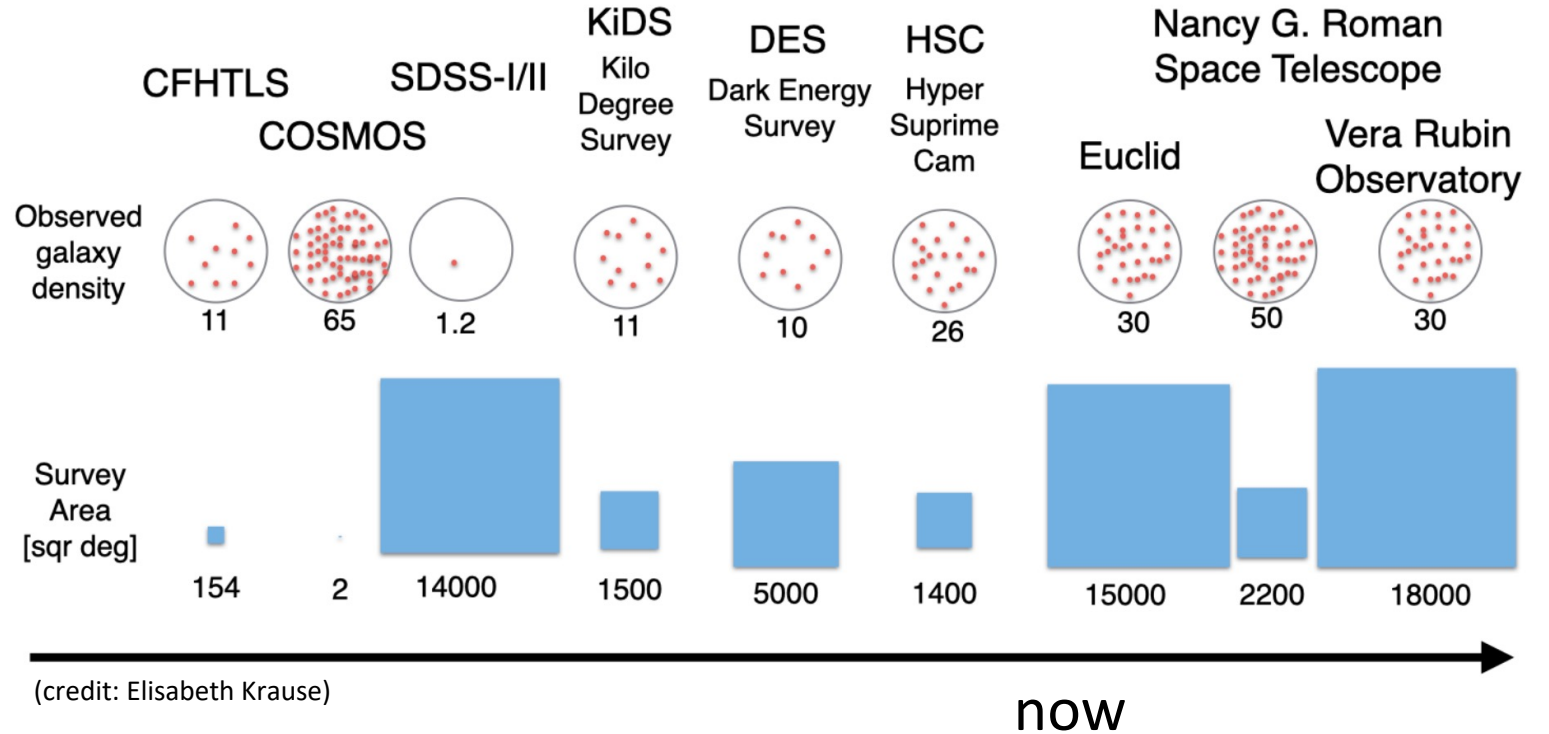 CFHTLS
COSMOS
SDSS-I/II
KiDS
Kilo
Degree
Survey
DES
Dark Energy
Survey
HSC
Hyper
Suprime
Cam
Nancy G. Roman
Space Telescope
Euclid
Vera Rubin
Observatory
Observed
galaxy
density
11
65
1.2
11
10
26
30
50
30
Survey
Area
[sqr deg]
154
2
14000
1500
5000
1400
15000
2200
18000
(credit: Elisabeth Krause)
now